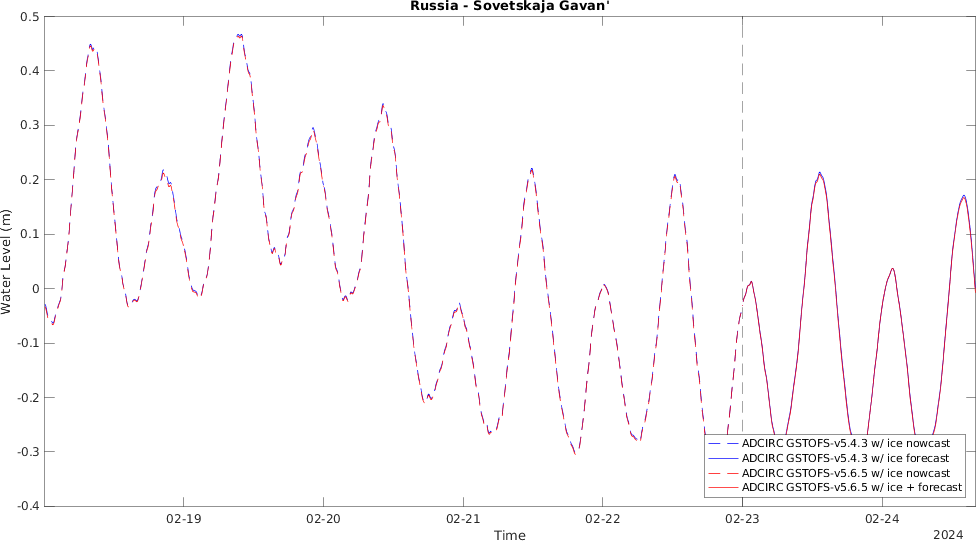 Russia - Sovetskaja Gavan'
0.5
0.4
0.3
0.2
0.1
0
-0.1
-0.2
-0.3
-0.4
Water Level (m)
02-19 02-20 02-21 02-22 02-23 02-24
Time
2024
ADCIRC GSTOFS-v5.4.3 w/ ice nowcast
ADCIRC GSTOFS-v5.4.3 w/ ice forecast
ADCIRC GSTOFS-v5.6.5 w/ ice nowcast
ADCIRC GSTOFS-v5.6.5 w/ ice + forecast